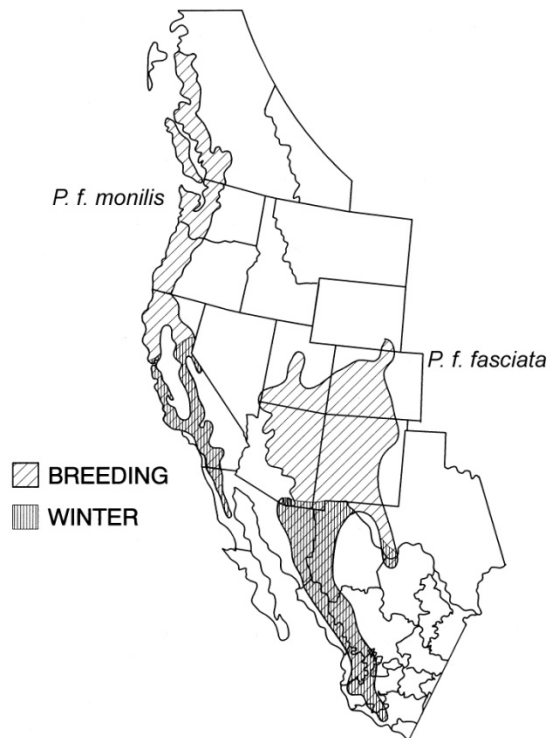 P. f. monilis
P. f. fasciata
BREEDING
WINTER